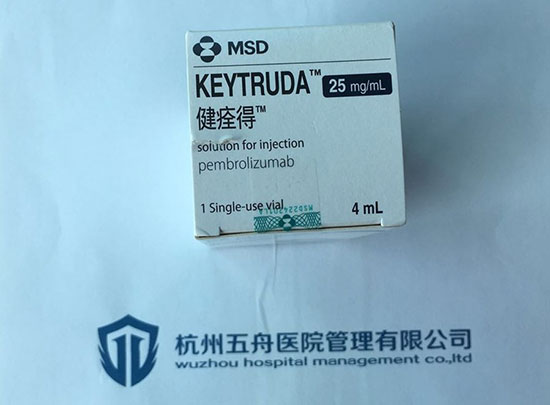 MSD
KEYTRUDA™ 25 mg/mL
健痊得™
solution for injection
pembrolizumab
1 Single-use vial 4 mL
杭州五舟医院管理有限公司
wuzhou hospital management co.,ltd